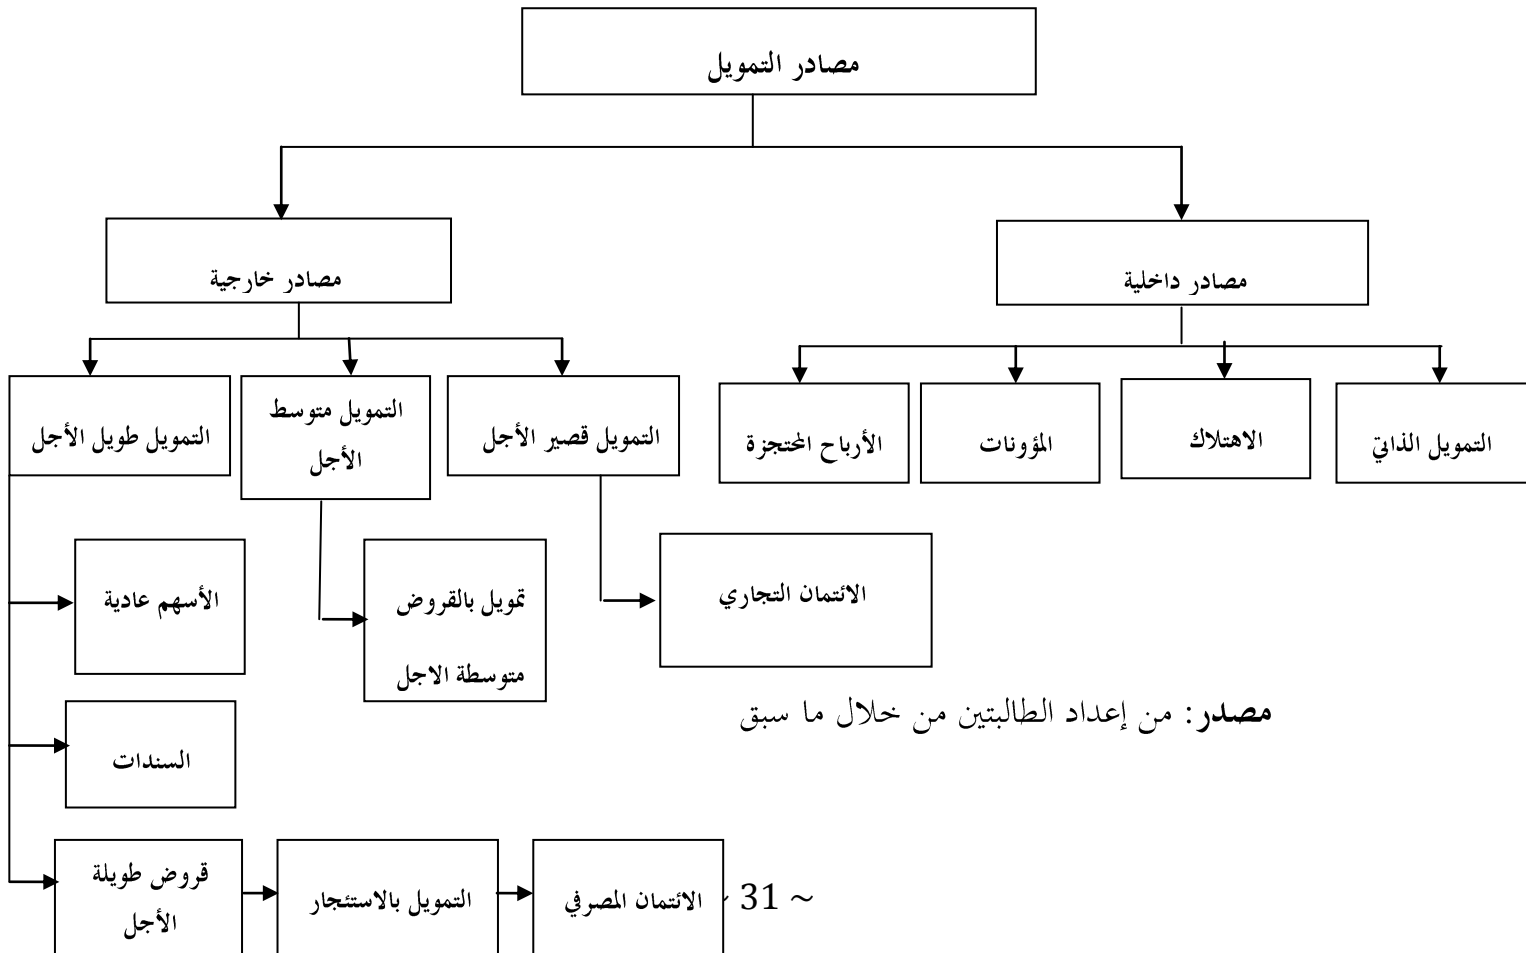 مصادر التمويل
مصادر داخلية
مصادر خارجية
التمويل الذاتي
الاهتلاك
المؤونات
الأرباح المحتجزة
التمويل قصير الأجل
التمويل متوسط
الأجل
التمويل طويل الأجل
الائتمان التجاري
تمويل بالقروض
متوسطة الاجل
الأسهم عادية
السندات
قروض طويلة
الأجل
التمويل بالاستئجار
الائتمان المصرفي
مصدر: من إعداد الطالبتين من خلال ما سبق
~ 31 ~